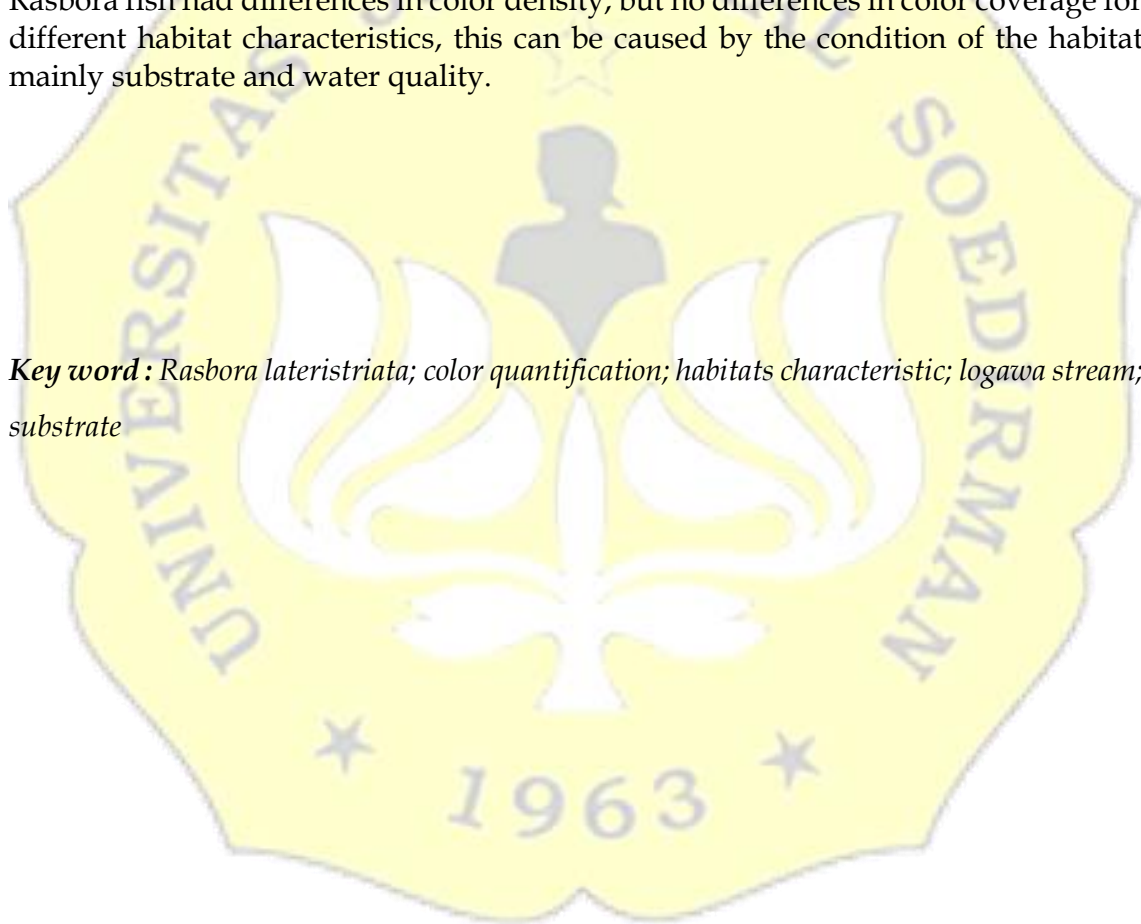 Rasbora fish had differences in color density, but no differences in color coverage for
different habitat characteristics, this can be caused by the condition of the habitat
mainly substrate and water quality.
Key word : Rasbora lateristriata; color quantification; habitats characteristic; logawa stream;
substrate
UNIVERSITAS
SOEDIRMAN
1963